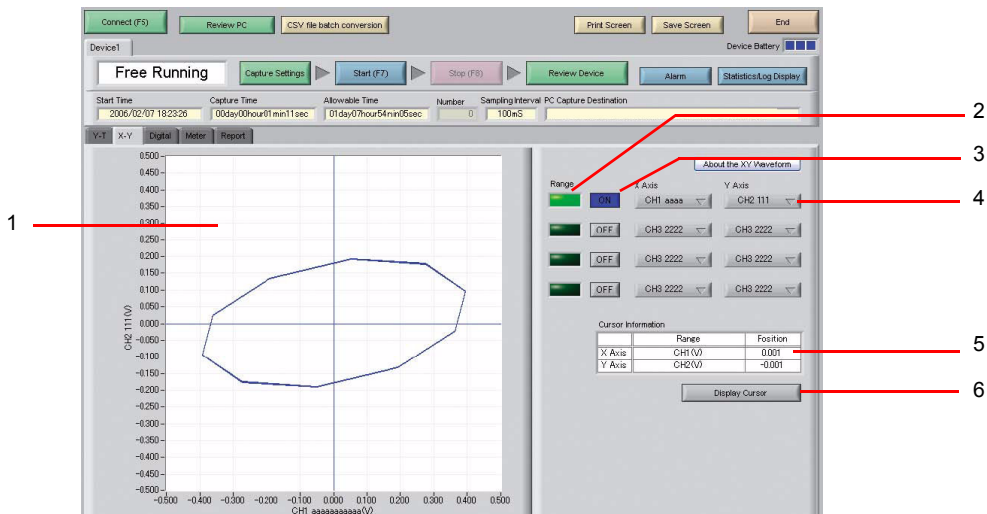 Connect (F5) Review PC CSV file batch conversion Print Screen Save Screen End
Device1 Device Battery
Free Running Capture Settings Start (F7) Stop (F8) Review Device Alarm Statistics/Log Display
Start Time Capture Time Allowable Time Number Sampling Interval PC Capture Destination
2006/02/07 18:23:26 00day00hour01min11sec 01day07hour54min05sec 0 100mS
Y-T X-Y Digital Meter Report
2
3
4
1
5
6
About the XY Waveform
Range X Axis Y Axis
ON CH1 aaaa CH2 111
OFF CH3 2222 CH3 2222
OFF CH3 2222 CH3 2222
OFF CH3 2222 CH3 2222
Cursor Information
Range Position
X Axis CH1(V) 0.001
Y Axis CH2(V) -0.001
Display Cursor
0.500
0.450
0.400
0.350
0.300
0.250
0.200
0.150
0.100
0.050
0.000
-0.050
-0.100
-0.150
-0.200
-0.250
-0.300
-0.350
-0.400
-0.450
-0.500
CH2 111(V)
-0.500 -0.400 -0.300 -0.200 -0.100 0.000 0.100 0.200 0.300 0.400 0.500
CH1 aaaaaaaaaaa(V)